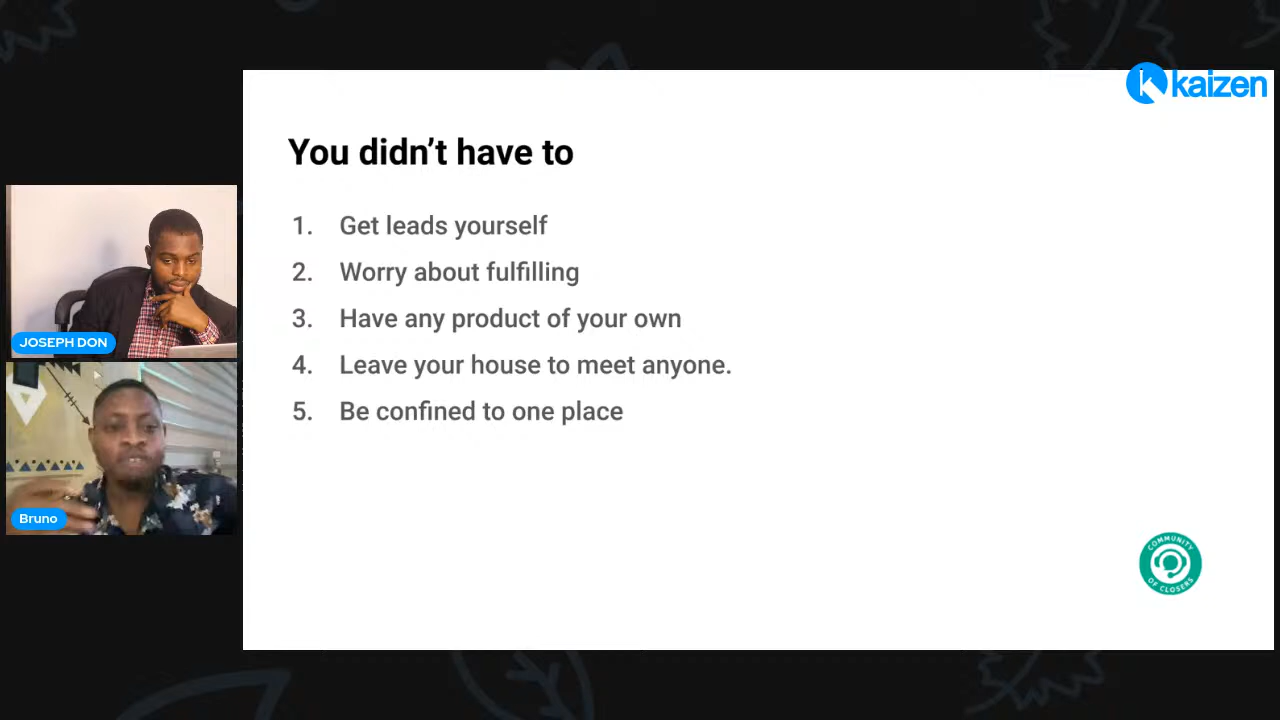 kaizen
You didn't have to
1. Get leads yourself
2. Worry about fulfilling
3. Have any product of your own
4. Leave your house to meet anyone.
5. Be confined to one place
JOSEPH DON
Bruno
COMMUNITY
OF CLOSERS